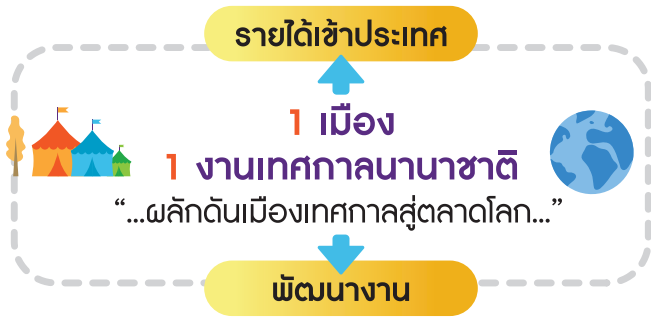 รายได้เข้าประเทศ
1 เมือง
1 งานเทศกาลนานาชาติ
“...ผลักดันเมืองเทศกาลสู่ตลาดโลก...”
พัฒนางาน